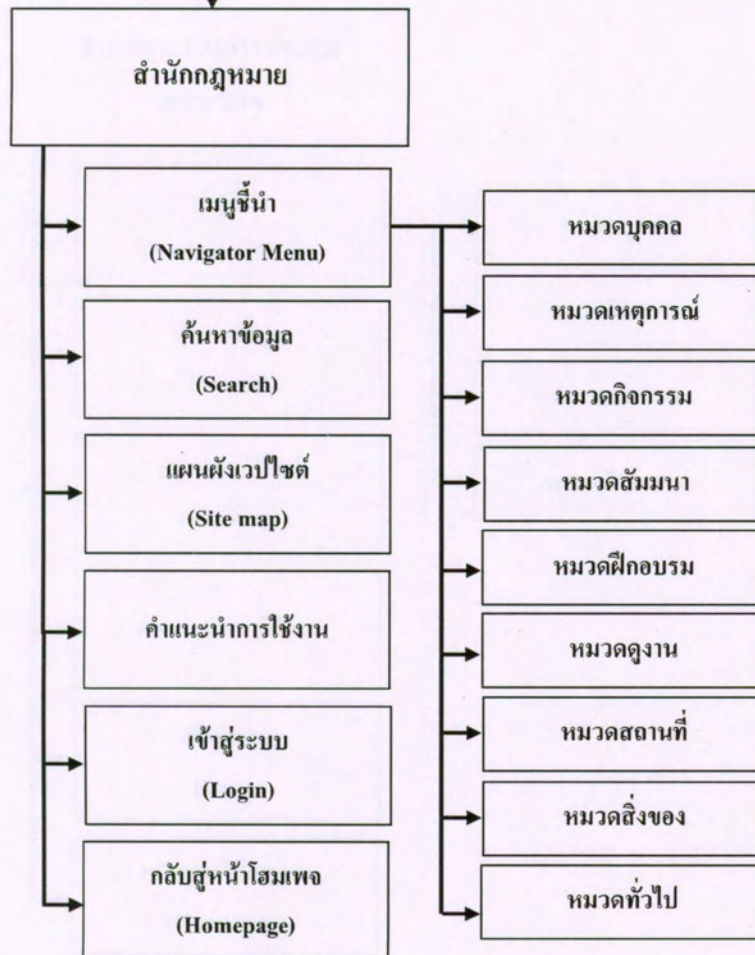 สำนักกฎหมาย
เมนูชี้นำ
(Navigator Menu)
ค้นหาข้อมูล
(Search)
แผนผังเวปไซต์
(Site map)
คำแนะนำการใช้งาน
เข้าสู่ระบบ
(Login)
กลับสู่หน้าโฮมเพจ
(Homepage)
หมวดบุคคล
หมวดเหตุการณ์
หมวดกิจกรรม
หมวดสัมมนา
หมวดฝึกอบรม
หมวดดูงาน
หมวดสถานที่
หมวดสิ่งของ
หมวดทั่วไป